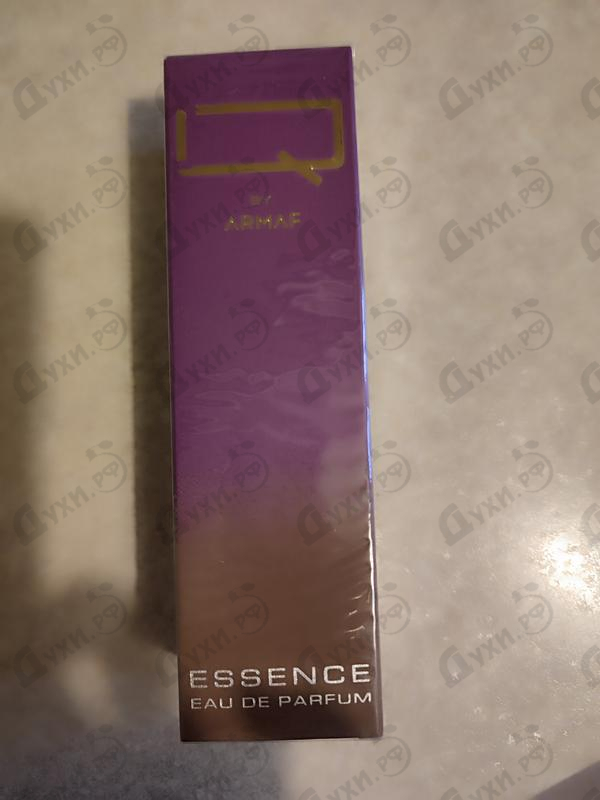 Q
BY
ARMAF
ESSENCE
EAU DE PARFUM
Духи.рф